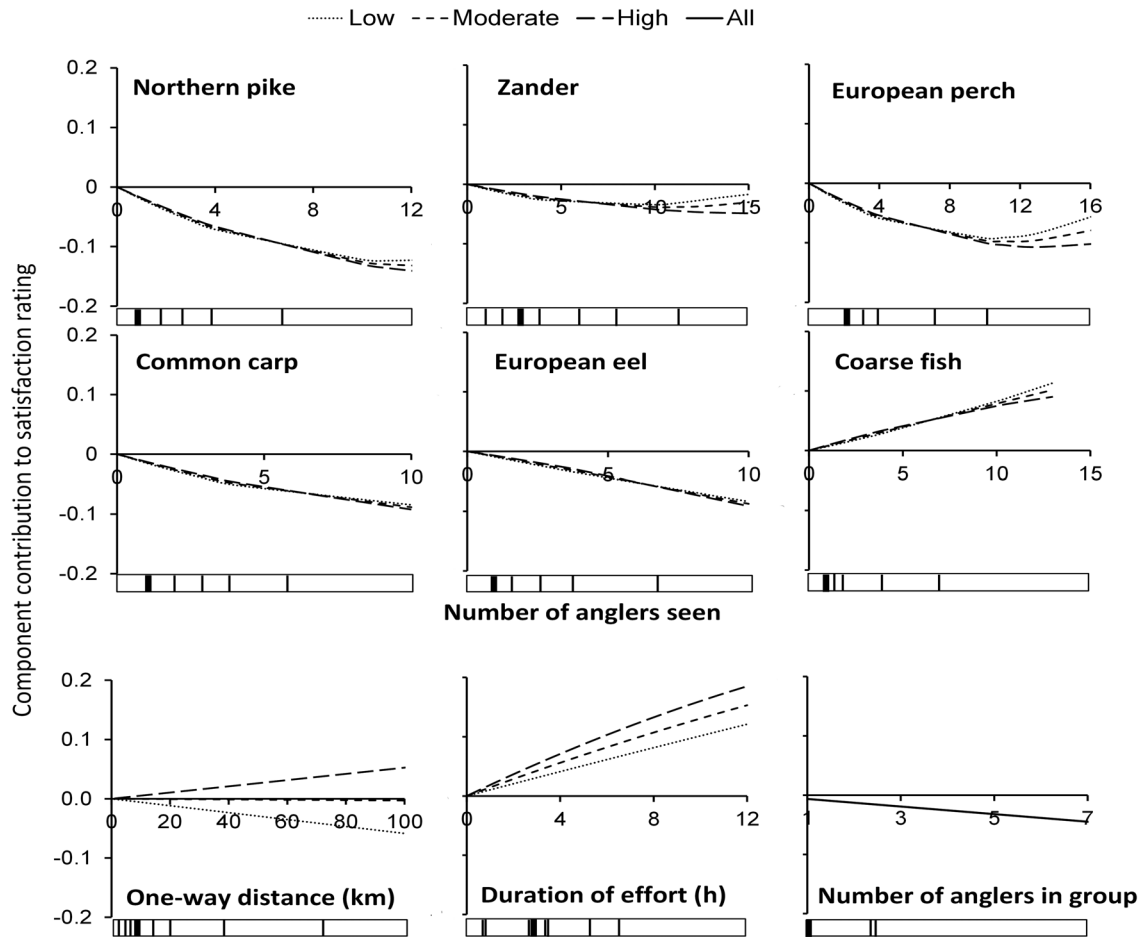 Low Moderate High All
0.2 Northern pike Zander European perch
0.1
0
0 4 8 12 0 5 10 15 0 4 8 12 16
-0.1
-0.2
0.2
Common carp European eel Coarse fish
0.1
0
0 5 10 0 5 10 0 5 10 15
-0.1
-0.2
Number of anglers seen
Component contribution to satisfaction rating
0.2
0.1
0.0
0 20 40 60 80 100 0 4 8 12 1 3 5 7
-0.1
One-way distance (km) Duration of effort (h) Number of anglers in group
-0.2